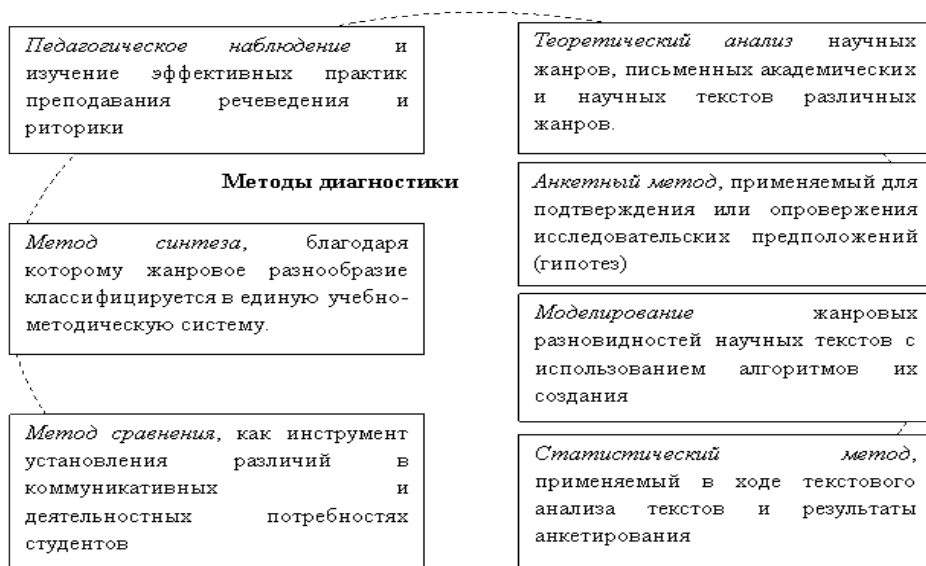 Педагогическое наблюдение и
изучение эффективных практик
преподавания речеведения и
риторики
Теоретический анализ научных
жанров, письменных академических
и научных текстов различных
жанров.
Методы диагностики
Анкетный метод, применяемый для
подтверждения или опровержения
исследовательских предположений
(гипотез)
Метод синтеза, благодаря
которому жанровое разнообразие
классифицируется в единую учебно-
методическую систему.
Моделирование жанровых
разновидностей научных текстов с
использованием алгоритмов их
создания
Метод сравнения, как инструмент
установления различий в
коммуникативных и
деятельностных потребностях
студентов
Статистический метод,
применяемый в ходе текстового
анализа текстов и результаты
анкетирования